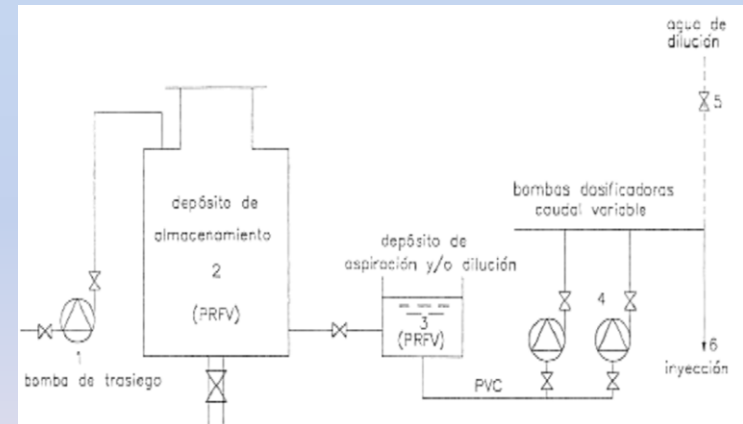 agua de
dilución
5
bombas dosificadoras
caudal variable
depósito de
almacenamiento
2
(PRFV)
depósito de
aspiración y/o dilución
3
(PRFV)
4
1
bomba de trasiego
PVC
6
inyección